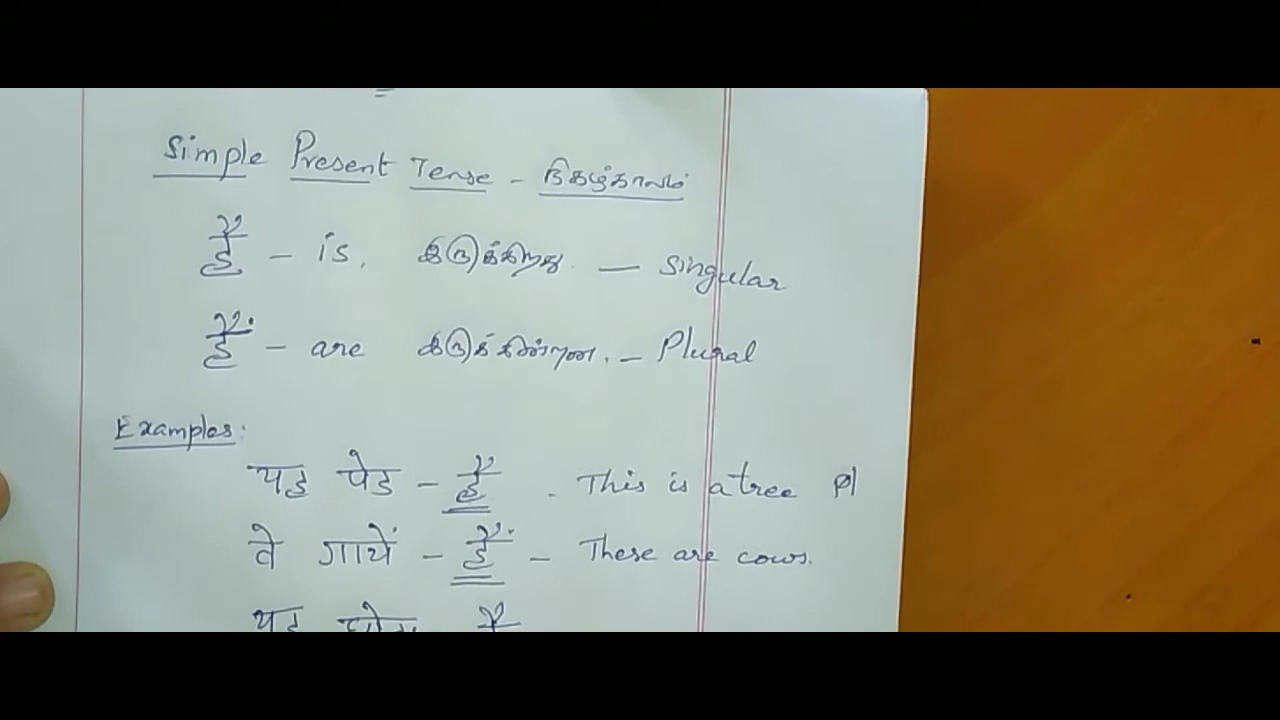 Simple Present Tense - நிகழ்காலம்
है - is. இருக்கிறது. — Singular
हैं - are இருக்கின்றன. - Plural
Examples:
यह पेड - है. This is a tree
वे गायें - हैं - These are cows.
यह